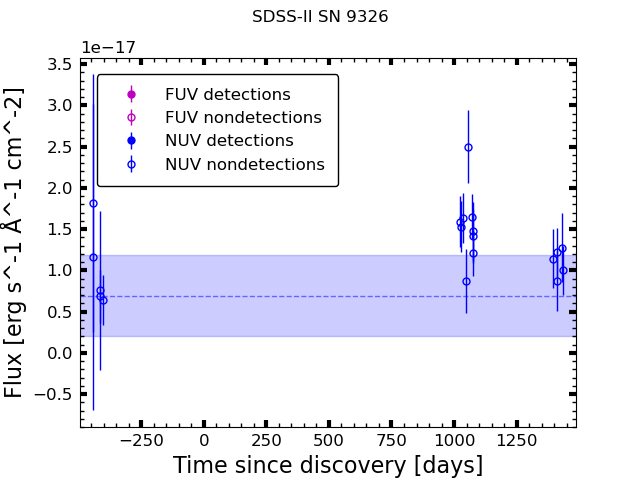 SDSS-II SN 9326
1e−17
3.5
3.0
2.5
2.0
1.5
1.0
0.5
0.0
−0.5
Flux [erg s^-1 Å^-1 cm^-2]
FUV detections
FUV nondetections
NUV detections
NUV nondetections
−250 0 250 500 750 1000 1250
Time since discovery [days]